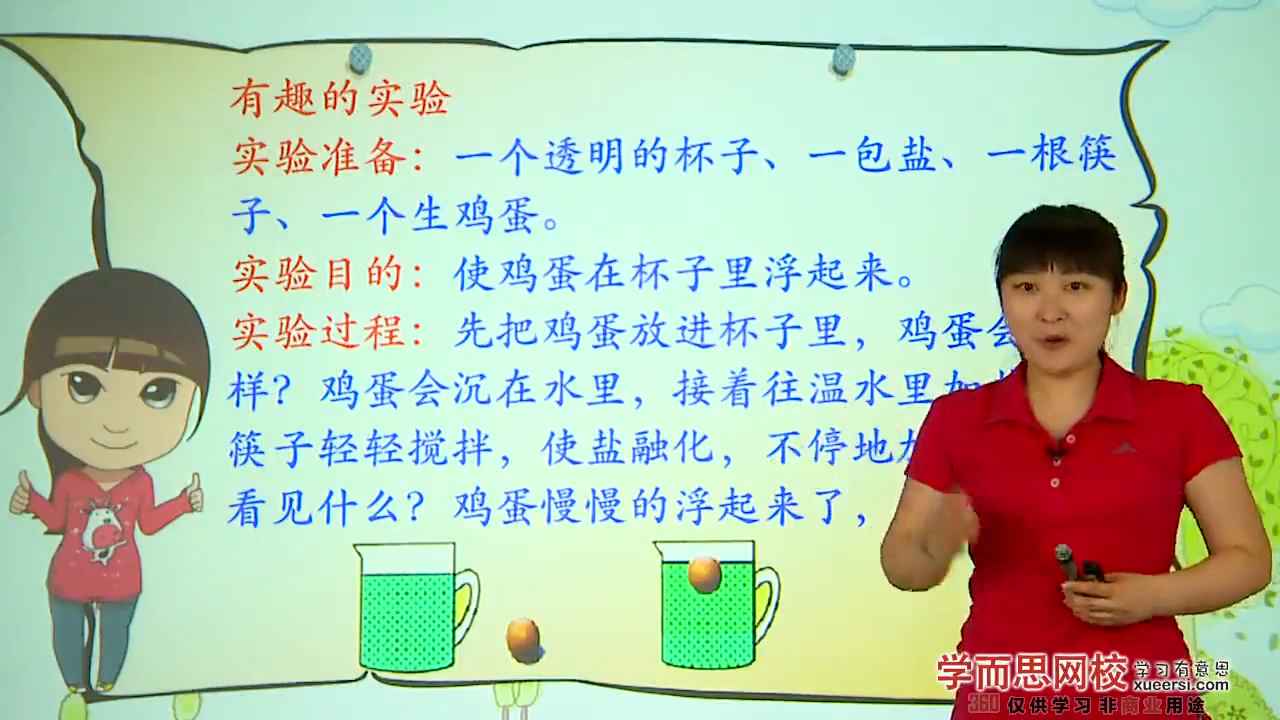 有趣的实验
实验准备：一个透明的杯子、一包盐、一根筷
子、一个生鸡蛋。
实验目的：使鸡蛋在杯子里浮起来。
实验过程：先把鸡蛋放进杯子里，鸡蛋会
样？鸡蛋会沉在水里，接着往温水里加
筷子轻轻搅拌，使盐融化，不停地加
看见什么？鸡蛋慢慢的浮起来了，
学而思网校 学习有意思
xueersi.com
360 仅供学习 非商业用途